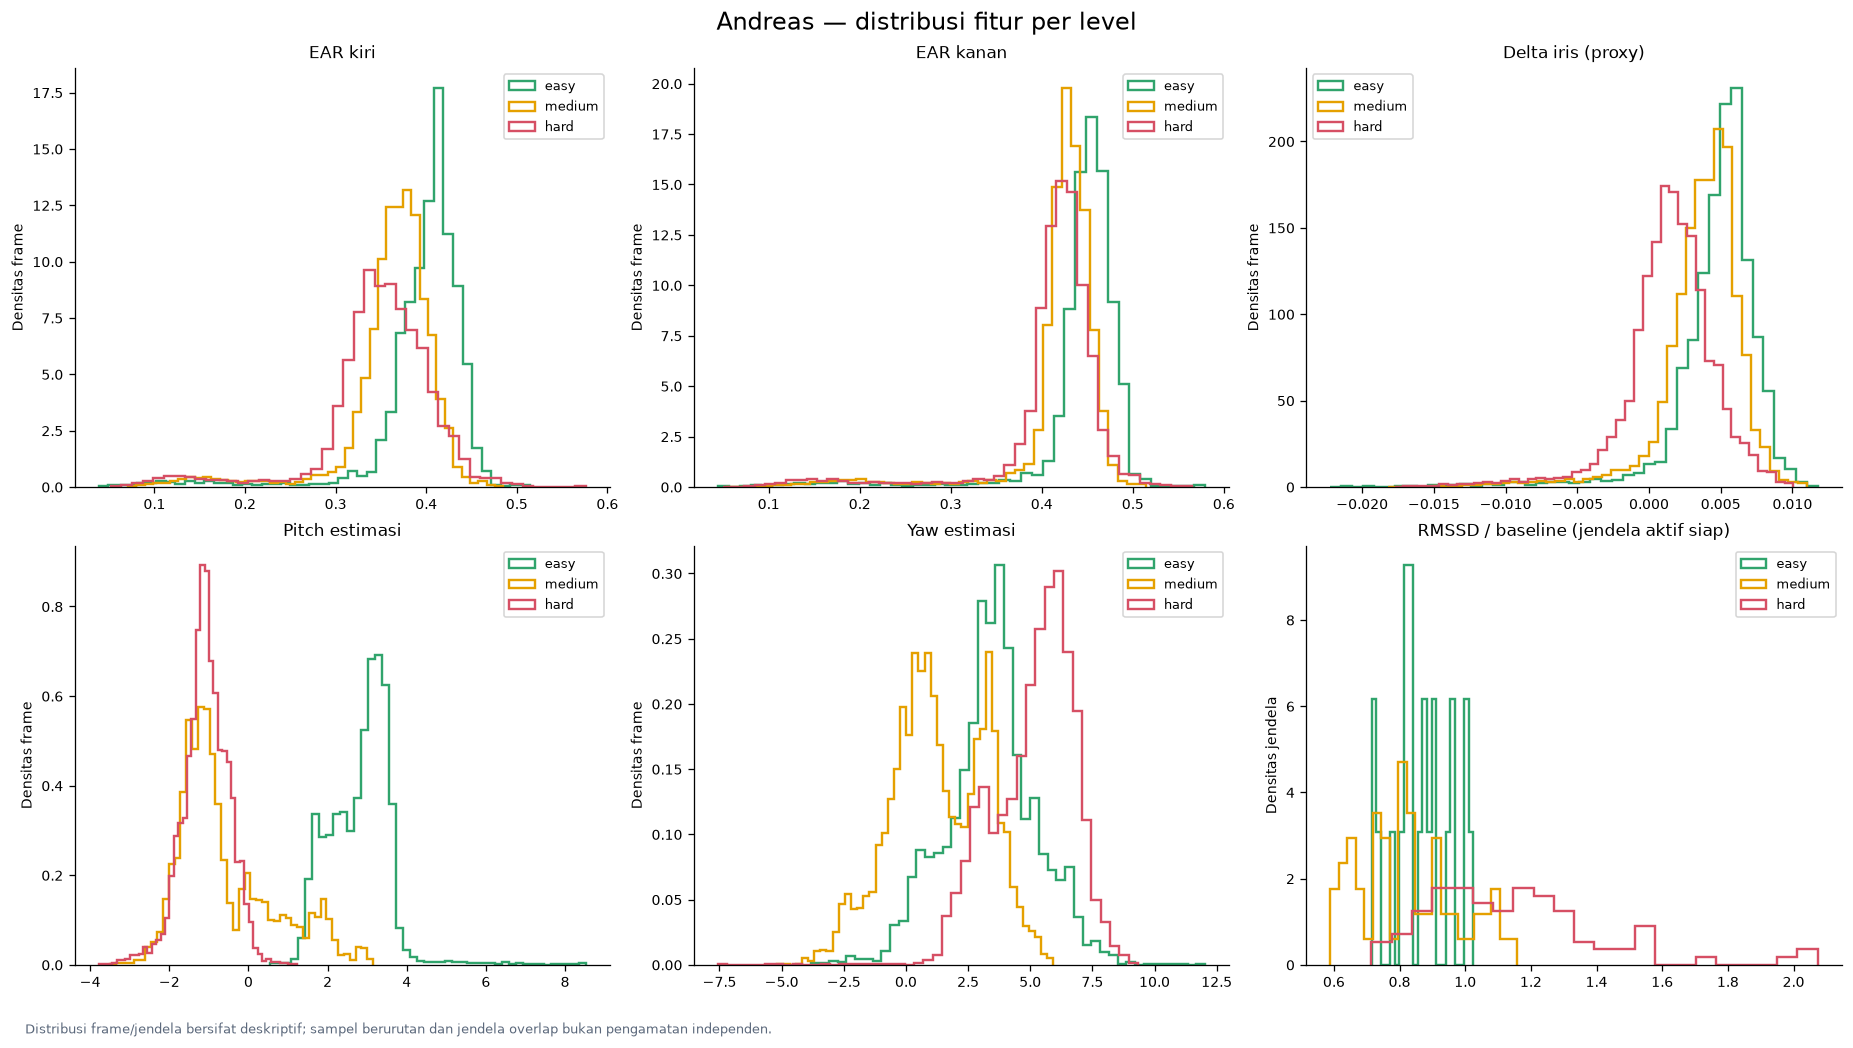 Andreas — distribusi fitur per level
EAR kiri
Densitas frame
17.5
15.0
12.5
10.0
7.5
5.0
2.5
0.0
0.1 0.2 0.3 0.4 0.5 0.6
easy
medium
hard
EAR kanan
Densitas frame
20.0
17.5
15.0
12.5
10.0
7.5
5.0
2.5
0.0
0.1 0.2 0.3 0.4 0.5 0.6
easy
medium
hard
Delta iris (proxy)
Densitas frame
200
150
100
50
0
−0.020 −0.015 −0.010 −0.005 0.000 0.005 0.010
easy
medium
hard
Pitch estimasi
Densitas frame
0.8
0.6
0.4
0.2
0.0
−4 −2 0 2 4 6 8
easy
medium
hard
Yaw estimasi
Densitas frame
0.30
0.25
0.20
0.15
0.10
0.05
0.00
−7.5 −5.0 −2.5 0.0 2.5 5.0 7.5 10.0 12.5
easy
medium
hard
RMSSD / baseline (jendela aktif siap)
Densitas jendela
8
6
4
2
0
0.6 0.8 1.0 1.2 1.4 1.6 1.8 2.0
easy
medium
hard
Distribusi frame/jendela bersifat deskriptif; sampel berurutan dan jendela overlap bukan pengamatan independen.